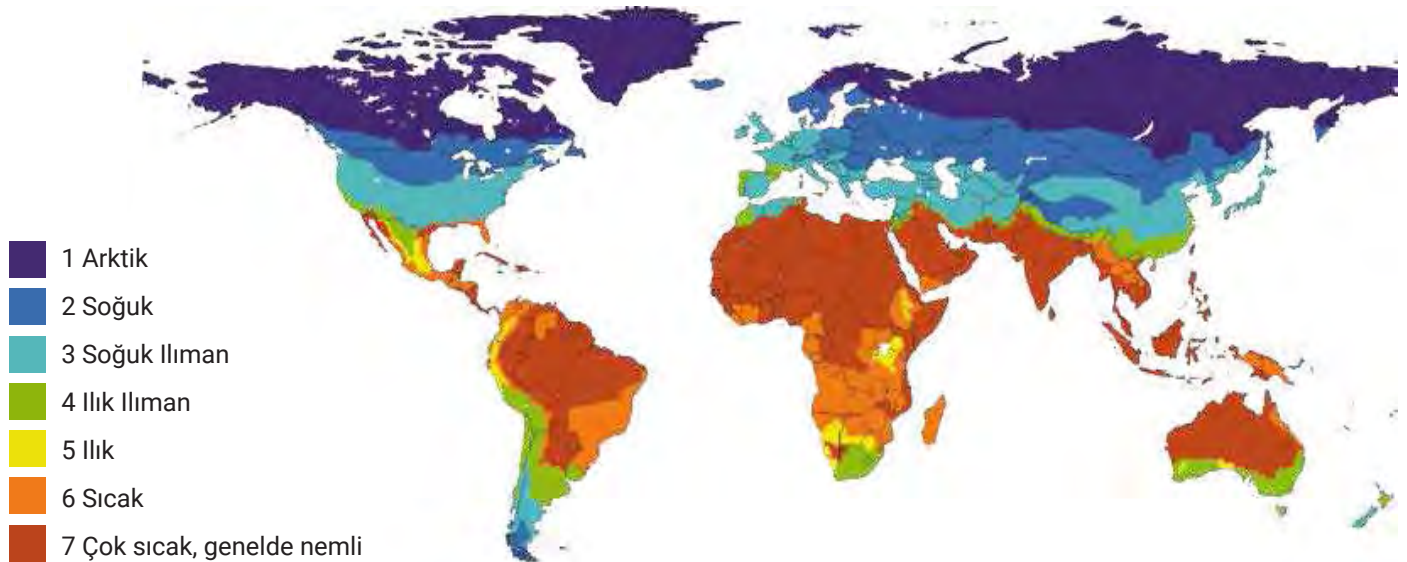 1 Arktik
2 Soğuk
3 Soğuk Ilıman
4 Ilık Ilıman
5 Ilık
6 Sıcak
7 Çok sıcak, genelde nemli